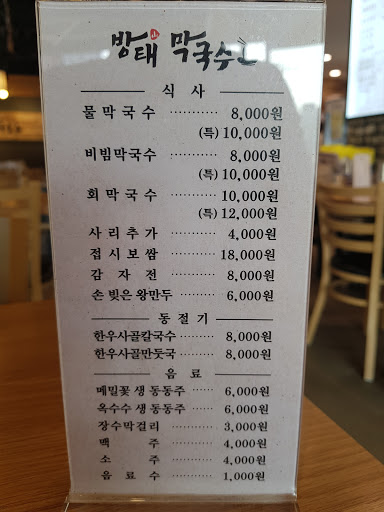 방태 막국수
식 사
물 막 국 수 ·········· 8,000원
(특) 10,000원
비빔막국수 ·········· 8,000원
(특) 10,000원
회 막 국 수 ·········· 10,000원
(특) 12,000원
사 리 추 가 ·········· 4,000원
접 시 보 쌈 ·········· 18,000원
감 자 전 ·········· 8,000원
손 빚은 왕만두 ········ 6,000원
동 절 기
한우사골칼국수 ········ 8,000원
한우사골만둣국 ········ 8,000원
음 료
메밀꽃 생 동동주 ······ 6,000원
옥수수 생 동동주 ······ 6,000원
장수막걸리 ·········· 3,000원
맥 주 ·········· 4,000원
소 주 ·········· 4,000원
음 료 수 ·········· 1,000원